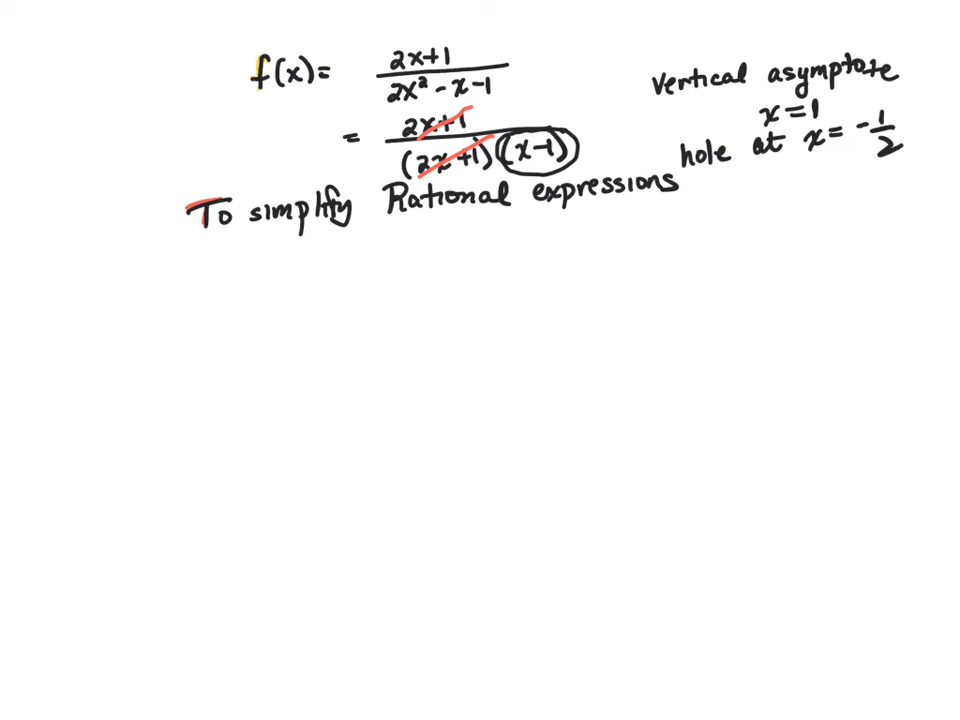 f(x) = (2x+1)/(2x² - x - 1)
= (2x+1)/((2x+1)(x-1))
vertical asymptote
x = 1
hole at x = -1/2
To simplify Rational expressions